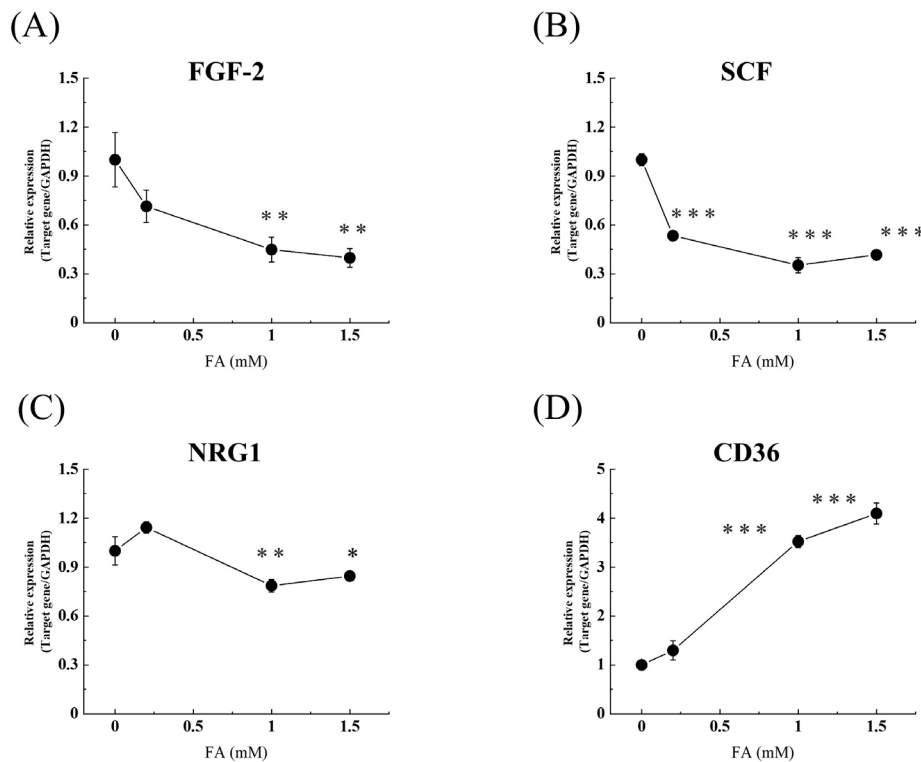 (A)
FGF-2
Relative expression
(Target gene/GAPDH)
1.5
1.2
0.9
0.6
0.3
0
* *
* *
0
0.5
1
1.5
FA (mM)
(B)
SCF
Relative expression
(Target gene/GAPDH)
1.5
1.2
0.9
0.6
0.3
0
* * *
* * *
* * *
0
0.5
1
1.5
FA (mM)
(C)
NRG1
Relative expression
(Target gene/GAPDH)
1.5
1.2
0.9
0.6
0.3
0
* *
*
0
0.5
1
1.5
FA (mM)
(D)
CD36
Relative expression
(Target gene/GAPDH)
5
4
3
2
1
0
* * *
* * *
0
0.5
1
1.5
FA (mM)